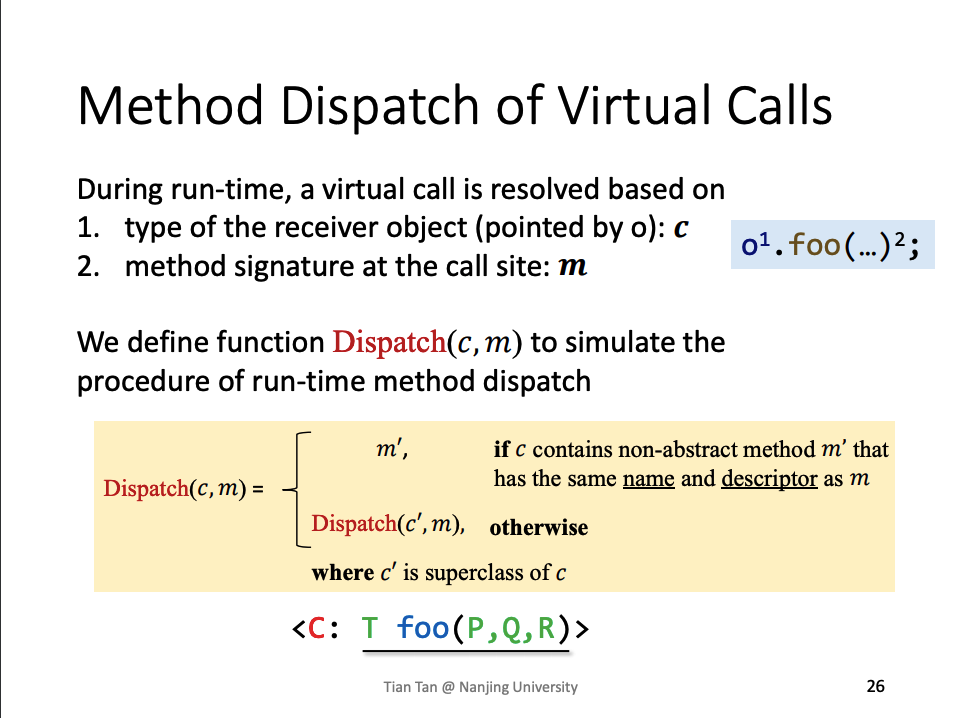 Method Dispatch of Virtual Calls
During run-time, a virtual call is resolved based on
1. type of the receiver object (pointed by o): c
2. method signature at the call site: m
o¹.foo(…)²;
We define function Dispatch(c, m) to simulate the
procedure of run-time method dispatch
Dispatch(c, m) =
m′, if c contains non-abstract method m′ that
has the same name and descriptor as m
Dispatch(c′, m), otherwise
where c′ is superclass of c
<C: T foo(P,Q,R)>
Tian Tan @ Nanjing University
26